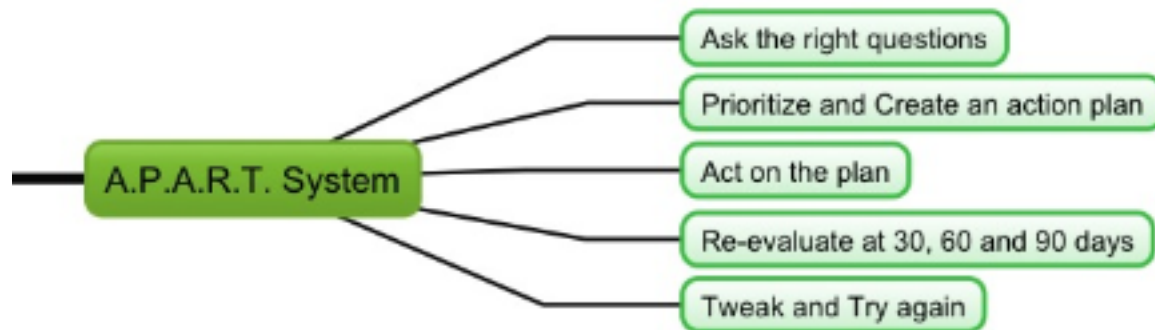 A.P.A.R.T. System
Ask the right questions
Prioritize and Create an action plan
Act on the plan
Re-evaluate at 30, 60 and 90 days
Tweak and Try again